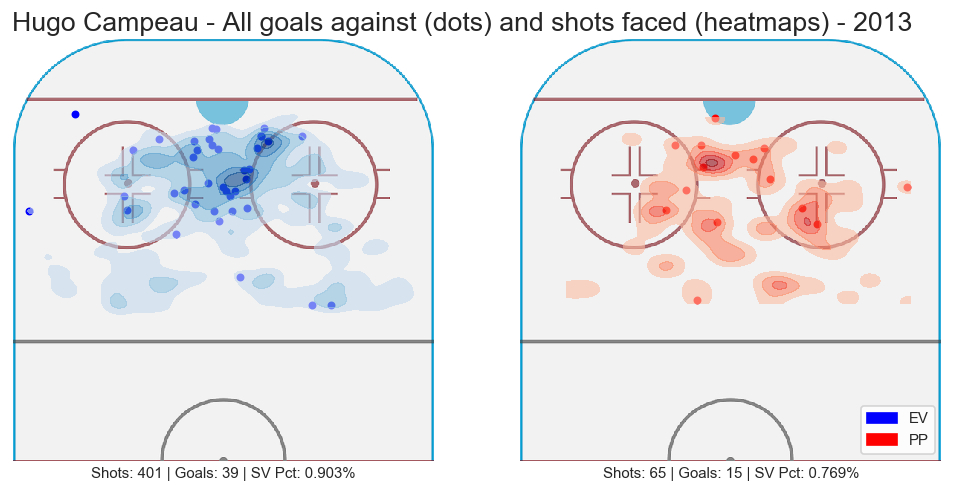 Hugo Campeau - All goals against (dots) and shots faced (heatmaps) - 2013
EV
PP
Shots: 401 | Goals: 39 | SV Pct: 0.903%
Shots: 65 | Goals: 15 | SV Pct: 0.769%